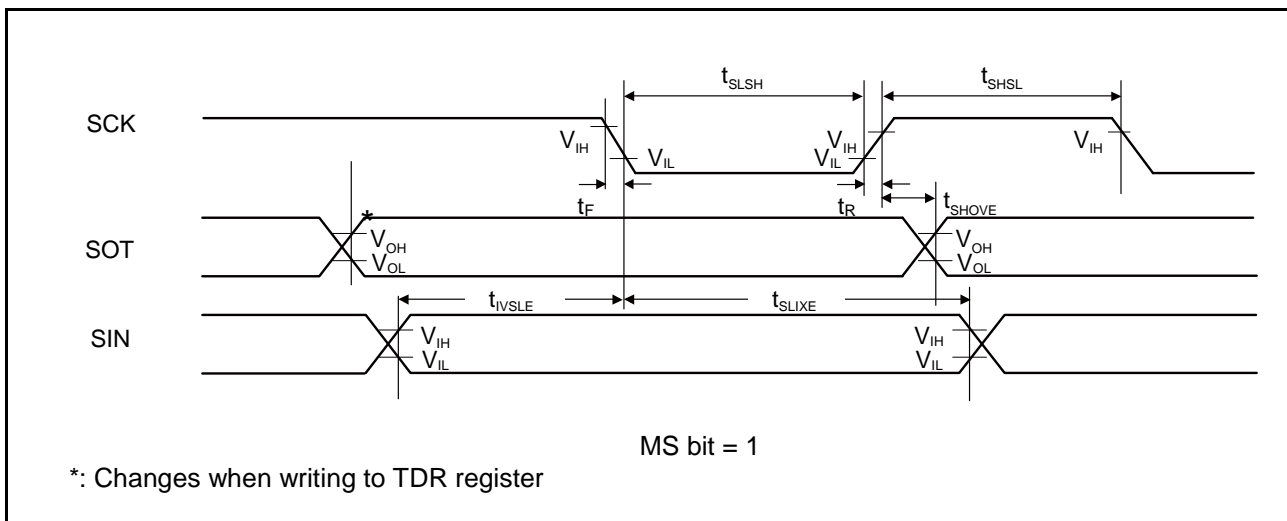 tSLSH
tSHSL
SCK
VIH
VIL
VIH
VIL
VIH
tF
tR
tSHOVE
*
SOT
VOH
VOL
VOH
VOL
tIVSLE
tSLIXE
SIN
VIH
VIL
VIH
VIL
MS bit = 1
*: Changes when writing to TDR register